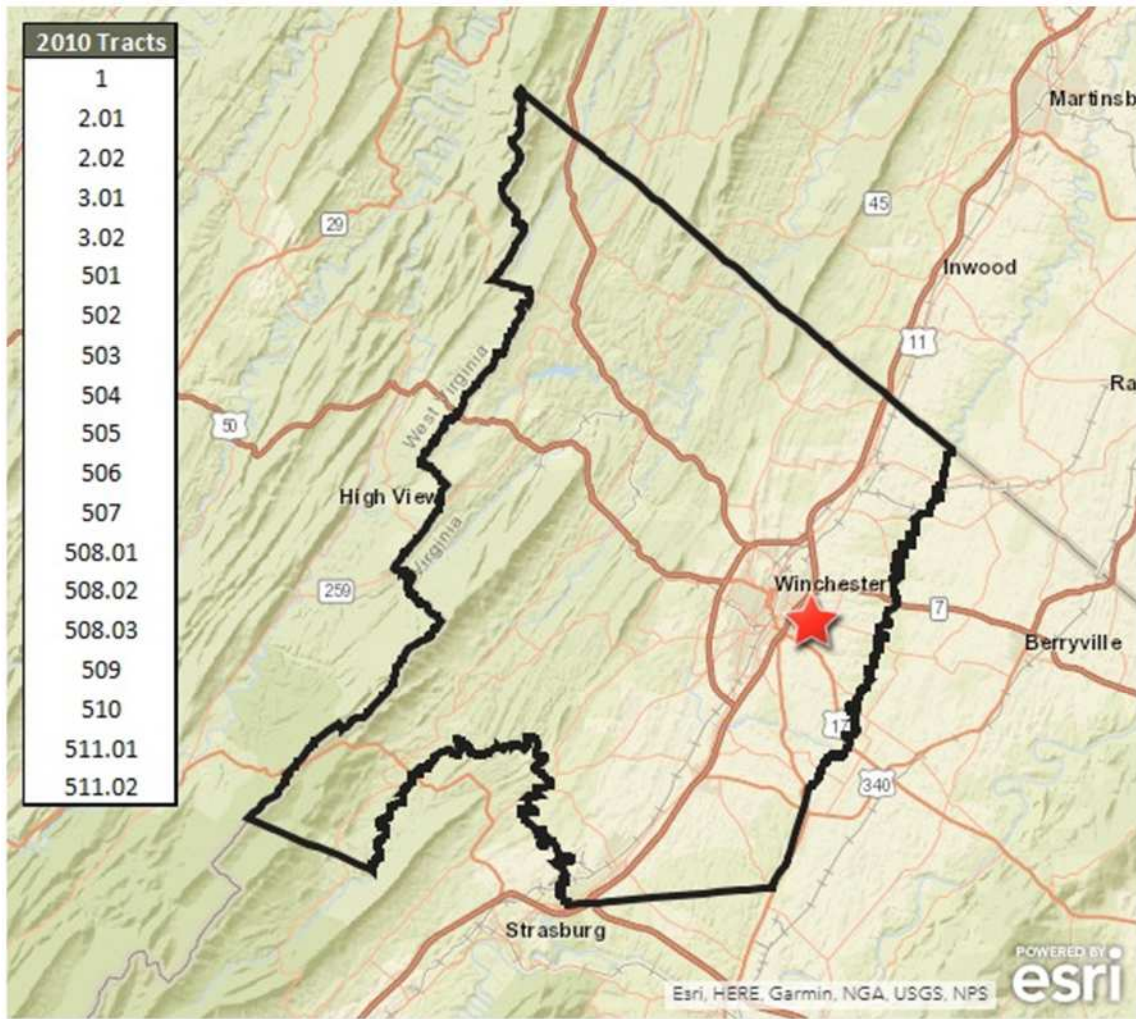 2010 Tracts
1
2.01
2.02
3.01
3.02
501
502
503
504
505
506
507
508.01
508.02
508.03
509
510
511.01
511.02
Martinsb
29
45
Inwood
11
Ra
West Virginia
50
High View
Virginia
259
Winchester
7
Berryville
17
340
Strasburg
POWERED BY
esri
Esri, HERE, Garmin, NGA, USGS, NPS